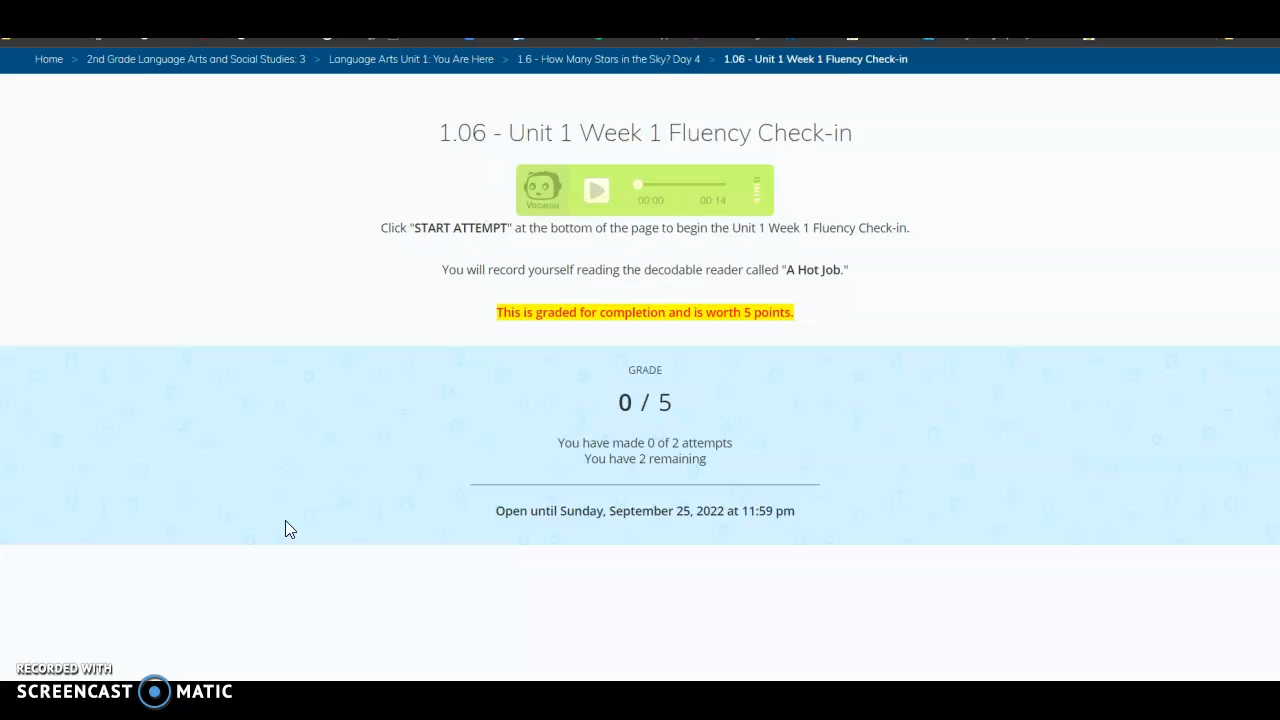 Home > 2nd Grade Language Arts and Social Studies: 3 > Language Arts Unit 1: You Are Here > 1.6 - How Many Stars in the Sky? Day 4 > 1.06 - Unit 1 Week 1 Fluency Check-in
1.06 - Unit 1 Week 1 Fluency Check-in
Vocaroo
00:00 00:14
Click "START ATTEMPT" at the bottom of the page to begin the Unit 1 Week 1 Fluency Check-in.
You will record yourself reading the decodable reader called "A Hot Job."
This is graded for completion and is worth 5 points.
GRADE
0 / 5
You have made 0 of 2 attempts
You have 2 remaining
Open until Sunday, September 25, 2022 at 11:59 pm
RECORDED WITH
SCREENCAST MATIC